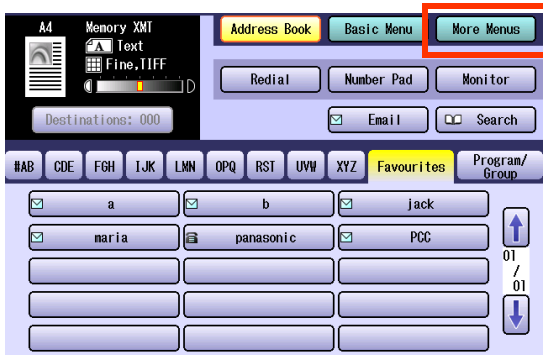 A4 Memory XMT
A Text
Fine,TIFF
D
Destinations: 000
Address Book Basic Menu More Menus
Redial Number Pad Monitor
Email Search
#AB CDE FGH IJK LMN OPQ RST UVW XYZ Favourites Program/
Group
a b jack
maria panasonic PCC
01
/
01